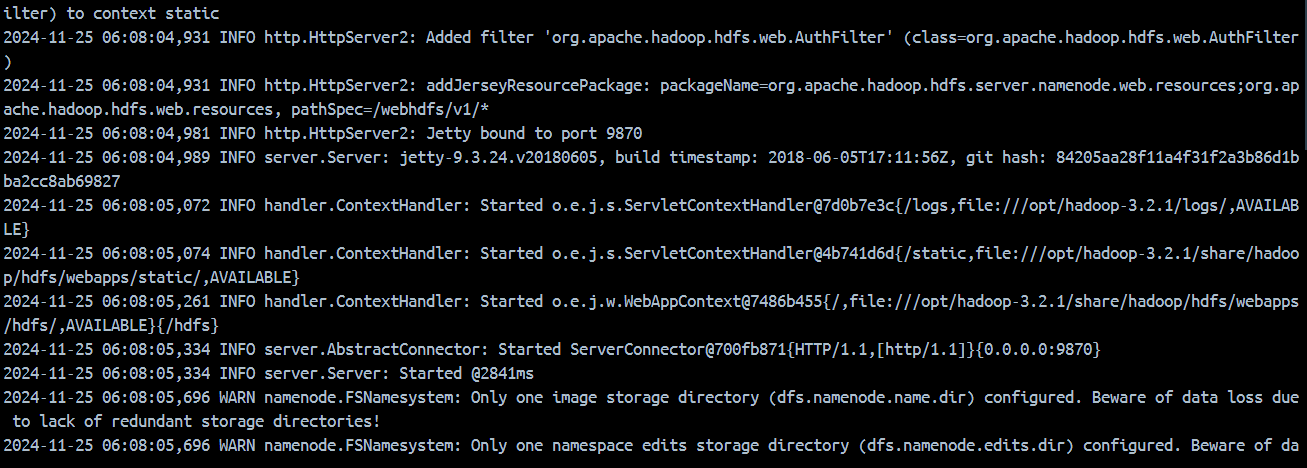 ilter) to context static
2024-11-25 06:08:04,931 INFO http.HttpServer2: Added filter 'org.apache.hadoop.hdfs.web.AuthFilter' (class=org.apache.hadoop.hdfs.web.AuthFilter
)
2024-11-25 06:08:04,931 INFO http.HttpServer2: addJerseyResourcePackage: packageName=org.apache.hadoop.hdfs.server.namenode.web.resources;org.ap
ache.hadoop.hdfs.web.resources, pathSpec=/webhdfs/v1/*
2024-11-25 06:08:04,981 INFO http.HttpServer2: Jetty bound to port 9870
2024-11-25 06:08:04,989 INFO server.Server: jetty-9.3.24.v20180605, build timestamp: 2018-06-05T17:11:56Z, git hash: 84205aa28f11a4f31f2a3b86d1b
ba2cc8ab69827
2024-11-25 06:08:05,072 INFO handler.ContextHandler: Started o.e.j.s.ServletContextHandler@7d0b7e3c{/logs,file:///opt/hadoop-3.2.1/logs/,AVAILAB
LE}
2024-11-25 06:08:05,074 INFO handler.ContextHandler: Started o.e.j.s.ServletContextHandler@4b741d6d{/static,file:///opt/hadoop-3.2.1/share/hadoo
p/hdfs/webapps/static/,AVAILABLE}
2024-11-25 06:08:05,261 INFO handler.ContextHandler: Started o.e.j.w.WebAppContext@7486b455{/,file:///opt/hadoop-3.2.1/share/hadoop/hdfs/webapps
/hdfs/,AVAILABLE}{/hdfs}
2024-11-25 06:08:05,334 INFO server.AbstractConnector: Started ServerConnector@700fb871{HTTP/1.1,[http/1.1]}{0.0.0.0:9870}
2024-11-25 06:08:05,334 INFO server.Server: Started @2841ms
2024-11-25 06:08:05,696 WARN namenode.FSNamesystem: Only one image storage directory (dfs.namenode.name.dir) configured. Beware of data loss due
 to lack of redundant storage directories!
2024-11-25 06:08:05,696 WARN namenode.FSNamesystem: Only one namespace edits storage directory (dfs.namenode.edits.dir) configured. Beware of da